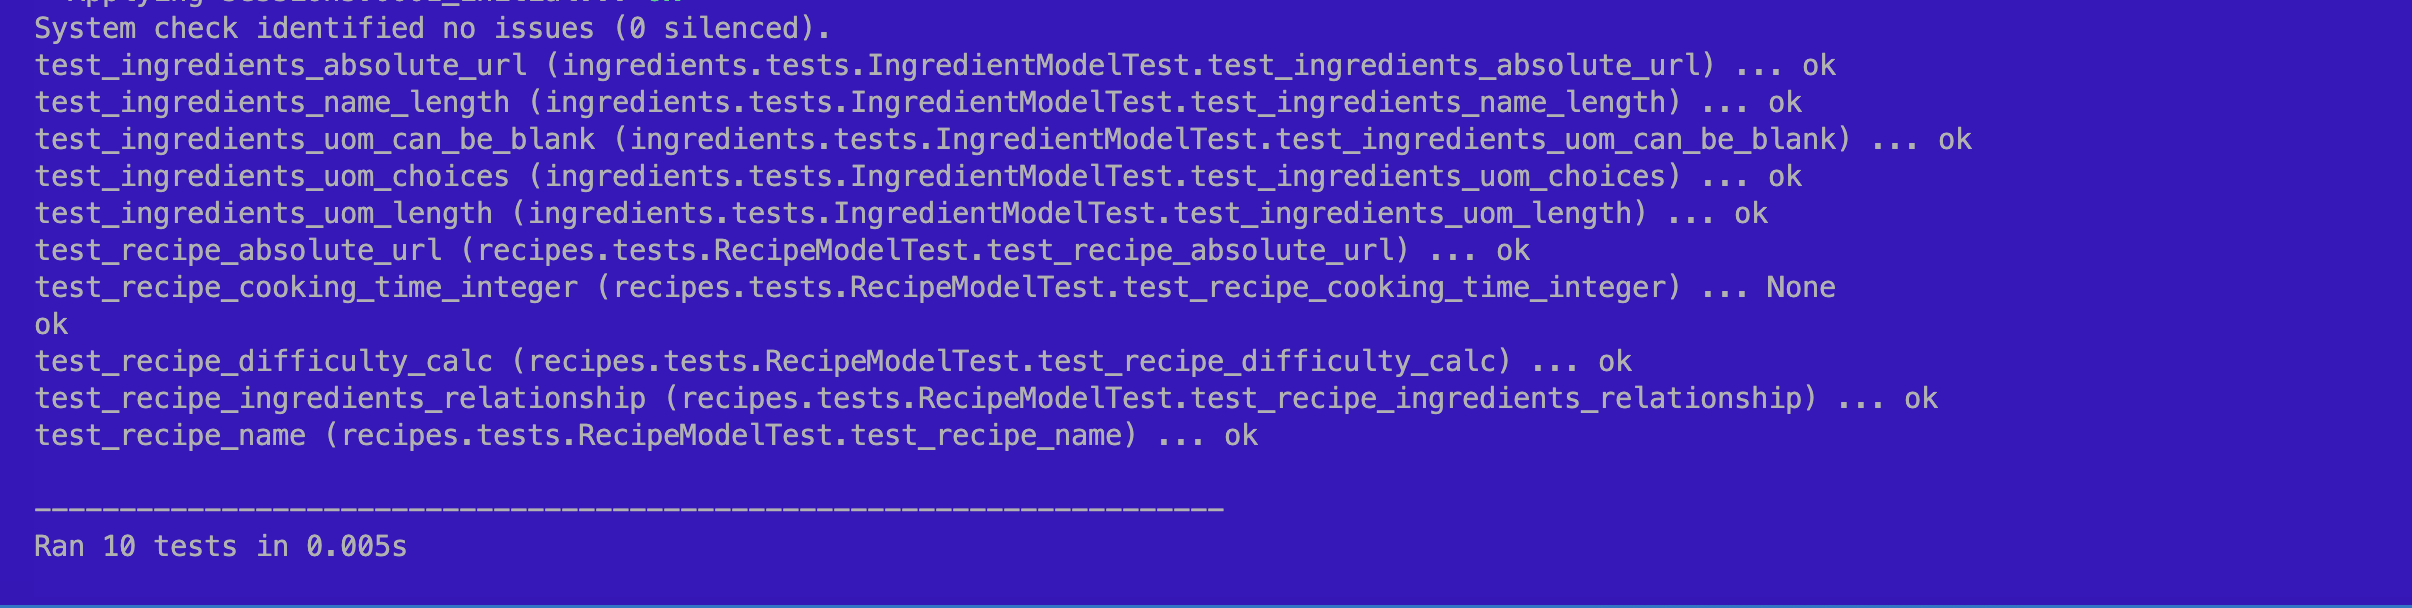 System check identified no issues (0 silenced).
test_ingredients_absolute_url (ingredients.tests.IngredientModelTest.test_ingredients_absolute_url) ... ok
test_ingredients_name_length (ingredients.tests.IngredientModelTest.test_ingredients_name_length) ... ok
test_ingredients_uom_can_be_blank (ingredients.tests.IngredientModelTest.test_ingredients_uom_can_be_blank) ... ok
test_ingredients_uom_choices (ingredients.tests.IngredientModelTest.test_ingredients_uom_choices) ... ok
test_ingredients_uom_length (ingredients.tests.IngredientModelTest.test_ingredients_uom_length) ... ok
test_recipe_absolute_url (recipes.tests.RecipeModelTest.test_recipe_absolute_url) ... ok
test_recipe_cooking_time_integer (recipes.tests.RecipeModelTest.test_recipe_cooking_time_integer) ... None
ok
test_recipe_difficulty_calc (recipes.tests.RecipeModelTest.test_recipe_difficulty_calc) ... ok
test_recipe_ingredients_relationship (recipes.tests.RecipeModelTest.test_recipe_ingredients_relationship) ... ok
test_recipe_name (recipes.tests.RecipeModelTest.test_recipe_name) ... ok
----------------------------------------------------------------------
Ran 10 tests in 0.005s